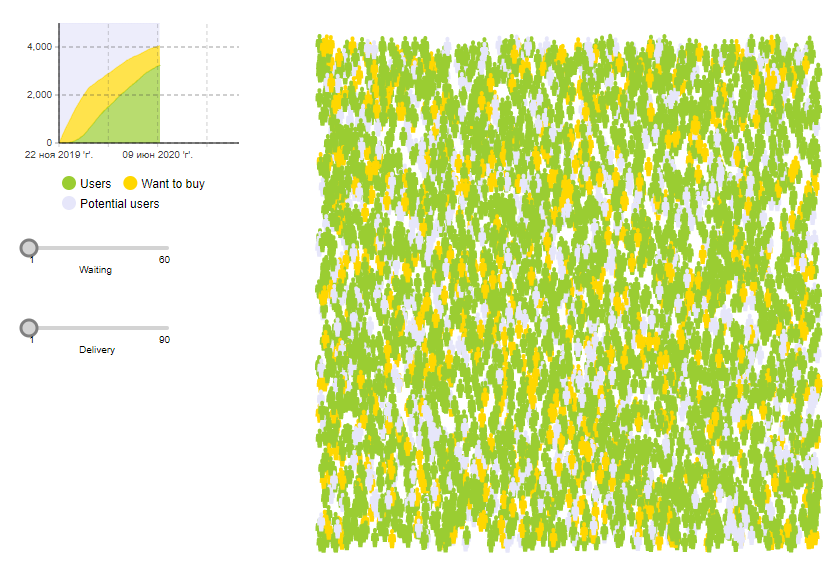 4,000
2,000
0
22 ноя 2019 'г'. 09 июн 2020 'г'.
Users Want to buy
Potential users
1 60
Waiting
1 90
Delivery